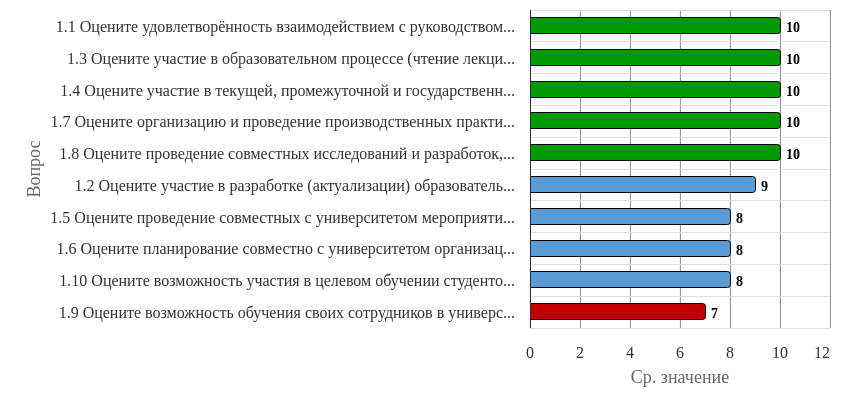 1.1 Оцените удовлетворённость взаимодействием с руководством... 10
1.3 Оцените участие в образовательном процессе (чтение лекци... 10
1.4 Оцените участие в текущей, промежуточной и государственн... 10
1.7 Оцените организацию и проведение производственных практи... 10
1.8 Оцените проведение совместных исследований и разработок,... 10
1.2 Оцените участие в разработке (актуализации) образователь... 9
1.5 Оцените проведение совместных с университетом мероприяти... 8
1.6 Оцените планирование совместно с университетом организац... 8
1.10 Оцените возможность участия в целевом обучении студенто... 8
1.9 Оцените возможность обучения своих сотрудников в универс... 7
Вопрос
0 2 4 6 8 10 12
Ср. значение